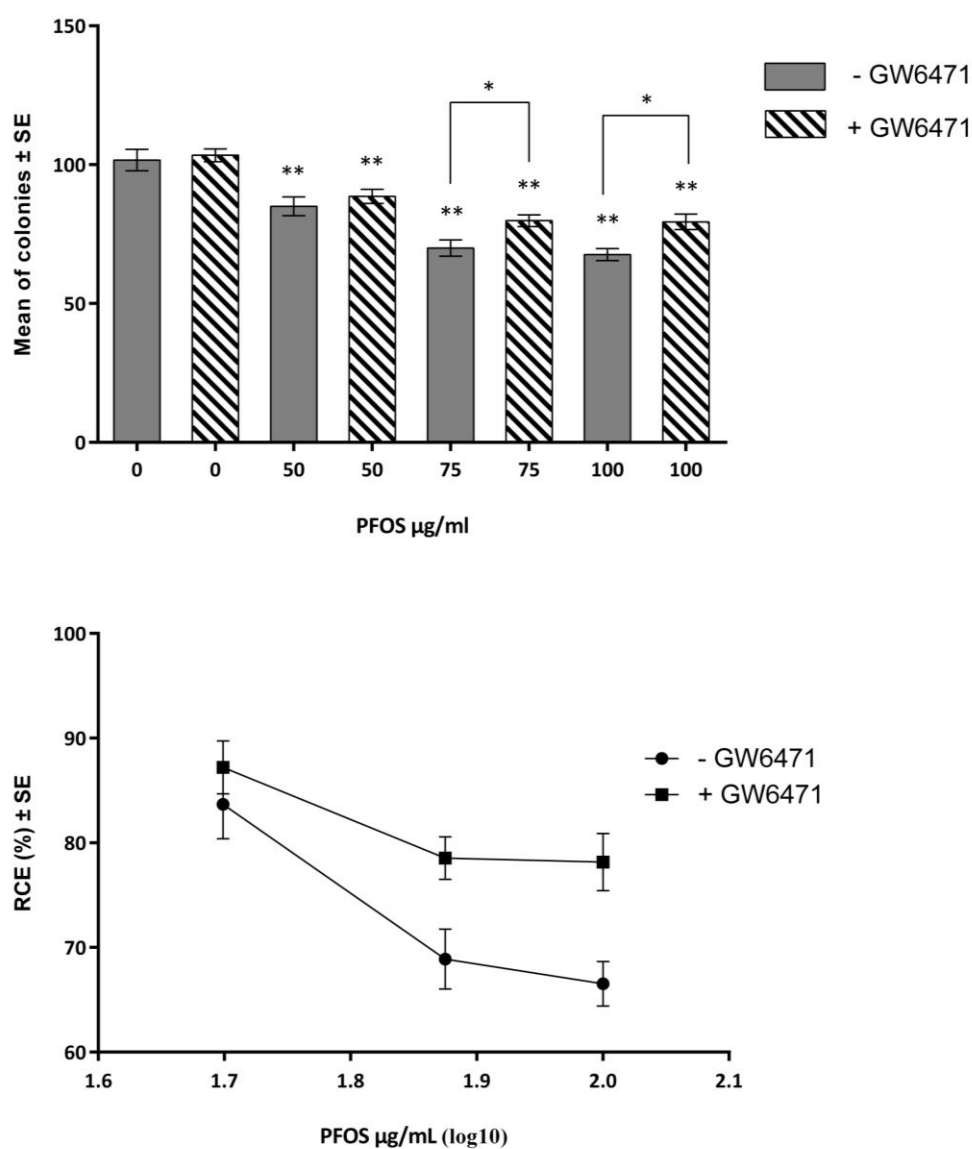 150
- GW6471
+ GW6471
* *
100
** ** ** ** ** **
50
0
Mean of colonies ± SE
0 0 50 50 75 75 100 100
PFOS µg/ml
100
90
80
70
60
RCE (%) ± SE
- GW6471
+ GW6471
1.6 1.7 1.8 1.9 2.0 2.1
PFOS µg/mL (log10)